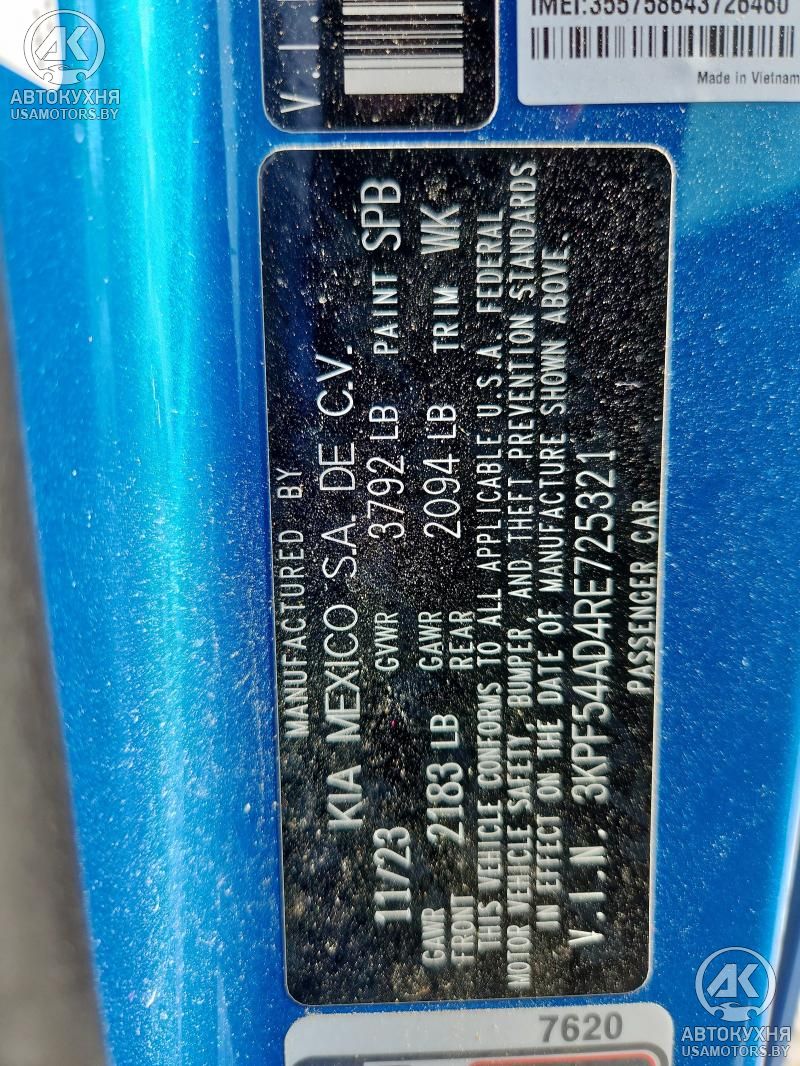 AK
АВТОКУХНЯ
USAMOTORS.BY
V.I.
IMEI:355758643726460
Made in Vietnam
MANUFACTURED BY
KIA MEXICO S.A. DE C.V.
11/23 GVWR 3792 LB PAINT SPB
GAWR FRONT 2183 LB GAWR REAR 2094 LB TRIM WK
THIS VEHICLE CONFORMS TO ALL APPLICABLE U.S.A. FEDERAL
MOTOR VEHICLE SAFETY, BUMPER, AND THEFT PREVENTION STANDARDS
IN EFFECT ON THE DATE OF MANUFACTURE SHOWN ABOVE.
V.I.N. 3KPF54AD4RE725321
PASSENGER CAR
7620
AK
АВТОКУХНЯ
USAMOTORS.BY